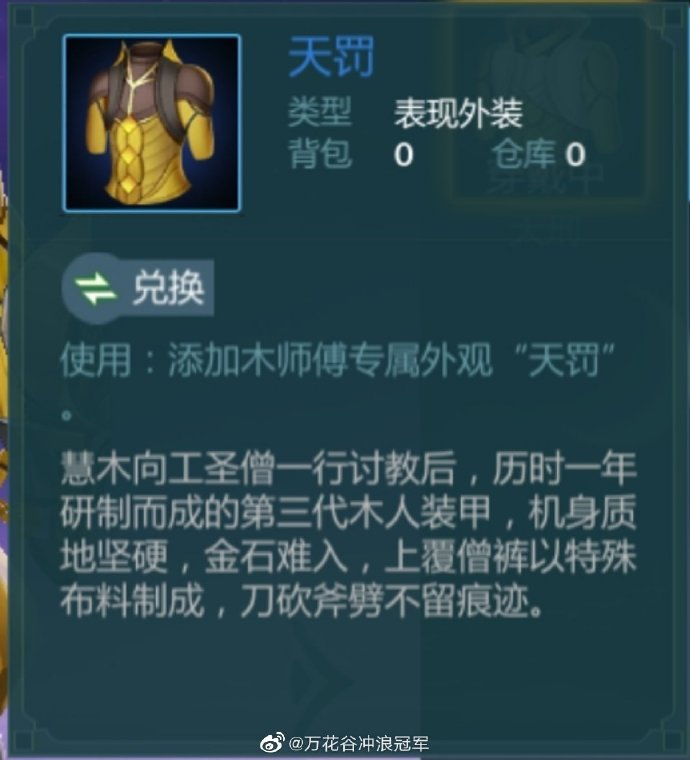 天罚
类型 表现外装
背包 0 仓库 0
兑换
使用：添加木师傅专属外观“天罚”
。
慧木向工圣僧一行讨教后，历时一年
研制而成的第三代木人装甲，机身质
地坚硬，金石难入，上覆僧裤以特殊
布料制成，刀砍斧劈不留痕迹。
@万花谷冲浪冠军